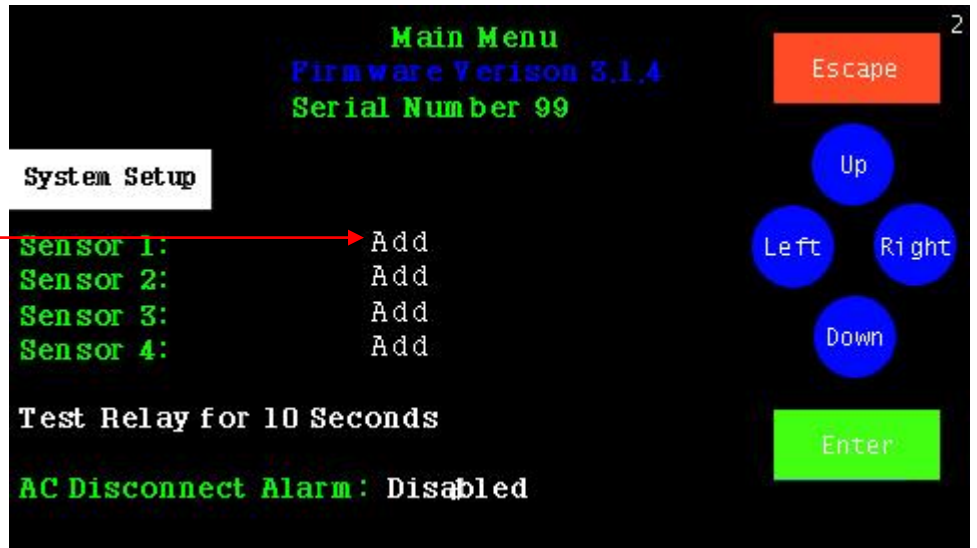 2
Main Menu
Firmware Verison 3.1.4
Serial Number 99
System Setup
Sensor 1: Add
Sensor 2: Add
Sensor 3: Add
Sensor 4: Add
Test Relay for 10 Seconds
AC Disconnect Alarm: Disabled
Escape
Up
Left Right
Down
Enter